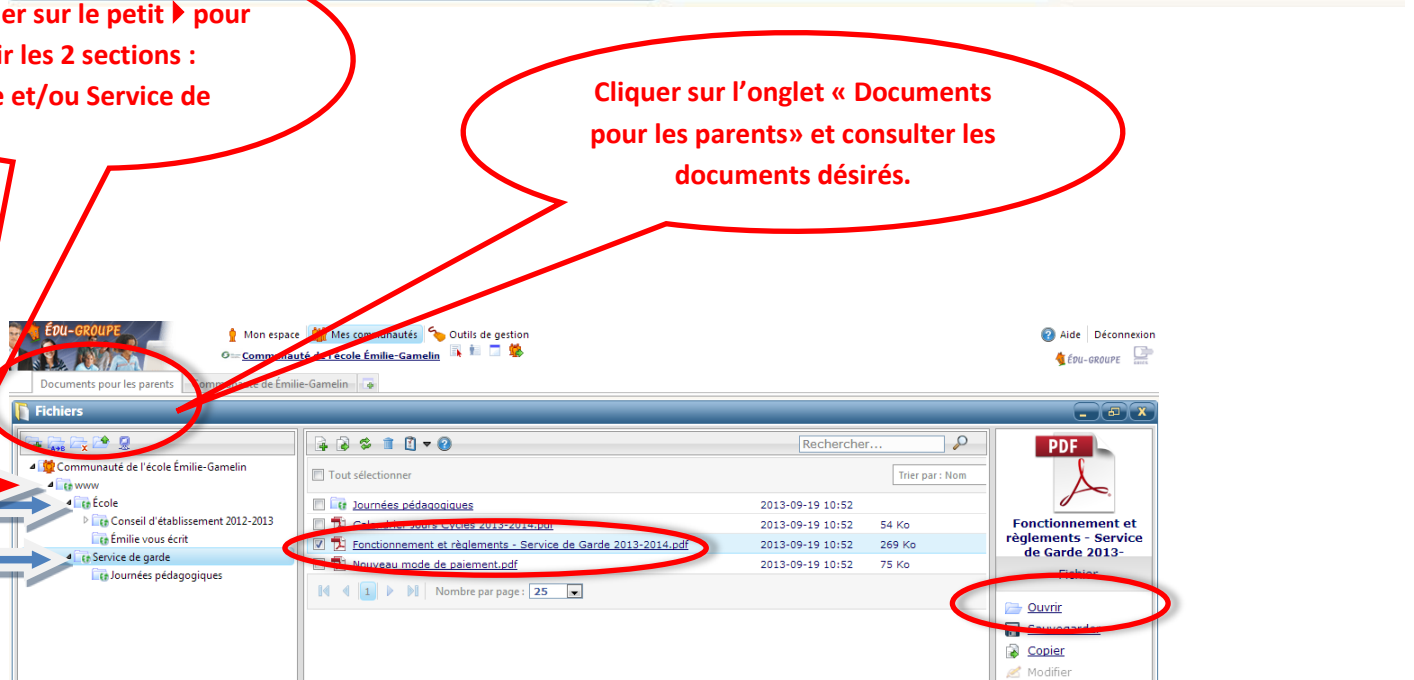 er sur le petit pour
ir les 2 sections :
e et/ou Service de
Cliquer sur l’onglet « Documents
pour les parents» et consulter les
documents désirés.
ÉDU-GROUPE
Mon espace
Mes communautés
Outils de gestion
Aide
Déconnexion
Communauté de l'école Émilie-Gamelin
ÉDU-GROUPE
Documents pour les parents
Communauté de Émilie-Gamelin
Fichiers
Rechercher...
Communauté de l'école Émilie-Gamelin
www
École
Conseil d'établissement 2012-2013
Émilie vous écrit
Service de garde
Journées pédagogiques
Tout sélectionner
Trier par : Nom
Journées pédagogiques 2013-09-19 10:52
Calendrier Jours Cycles 2013-2014.pdf 2013-09-19 10:52 54 Ko
Fonctionnement et règlements - Service de Garde 2013-2014.pdf 2013-09-19 10:52 269 Ko
Nouveau mode de paiement.pdf 2013-09-19 10:52 75 Ko
1 Nombre par page : 25
PDF
Fonctionnement et
règlements - Service
de Garde 2013-
Fichier
Ouvrir
Sauvegarder
Copier
Modifier